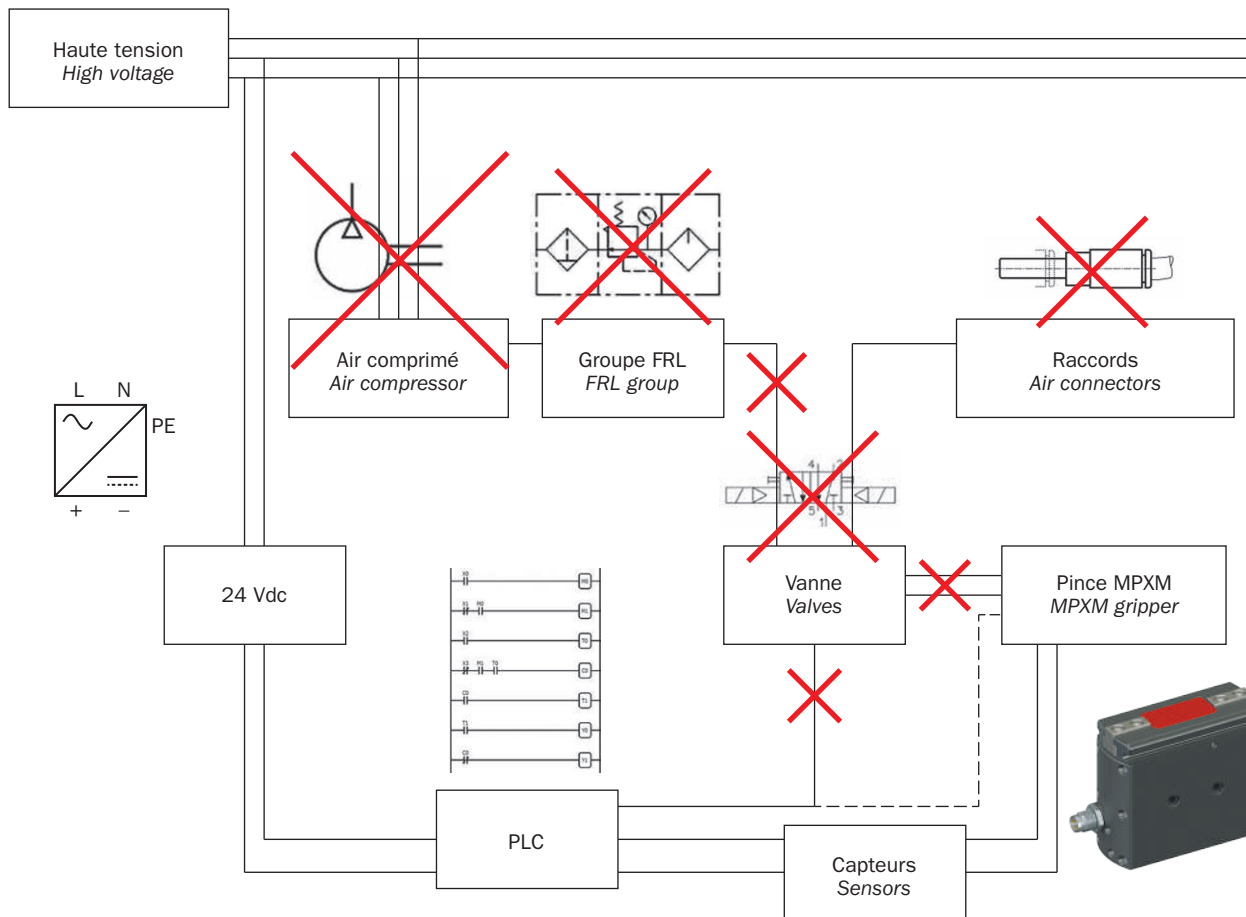 Haute tension
High voltage
Air comprimé
Air compressor
Groupe FRL
FRL group
Raccords
Air connectors
L N
PE
+ −
4 2
5 3
1
24 Vdc
Vanne
Valves
Pince MPXM
MPXM gripper
PLC
Capteurs
Sensors